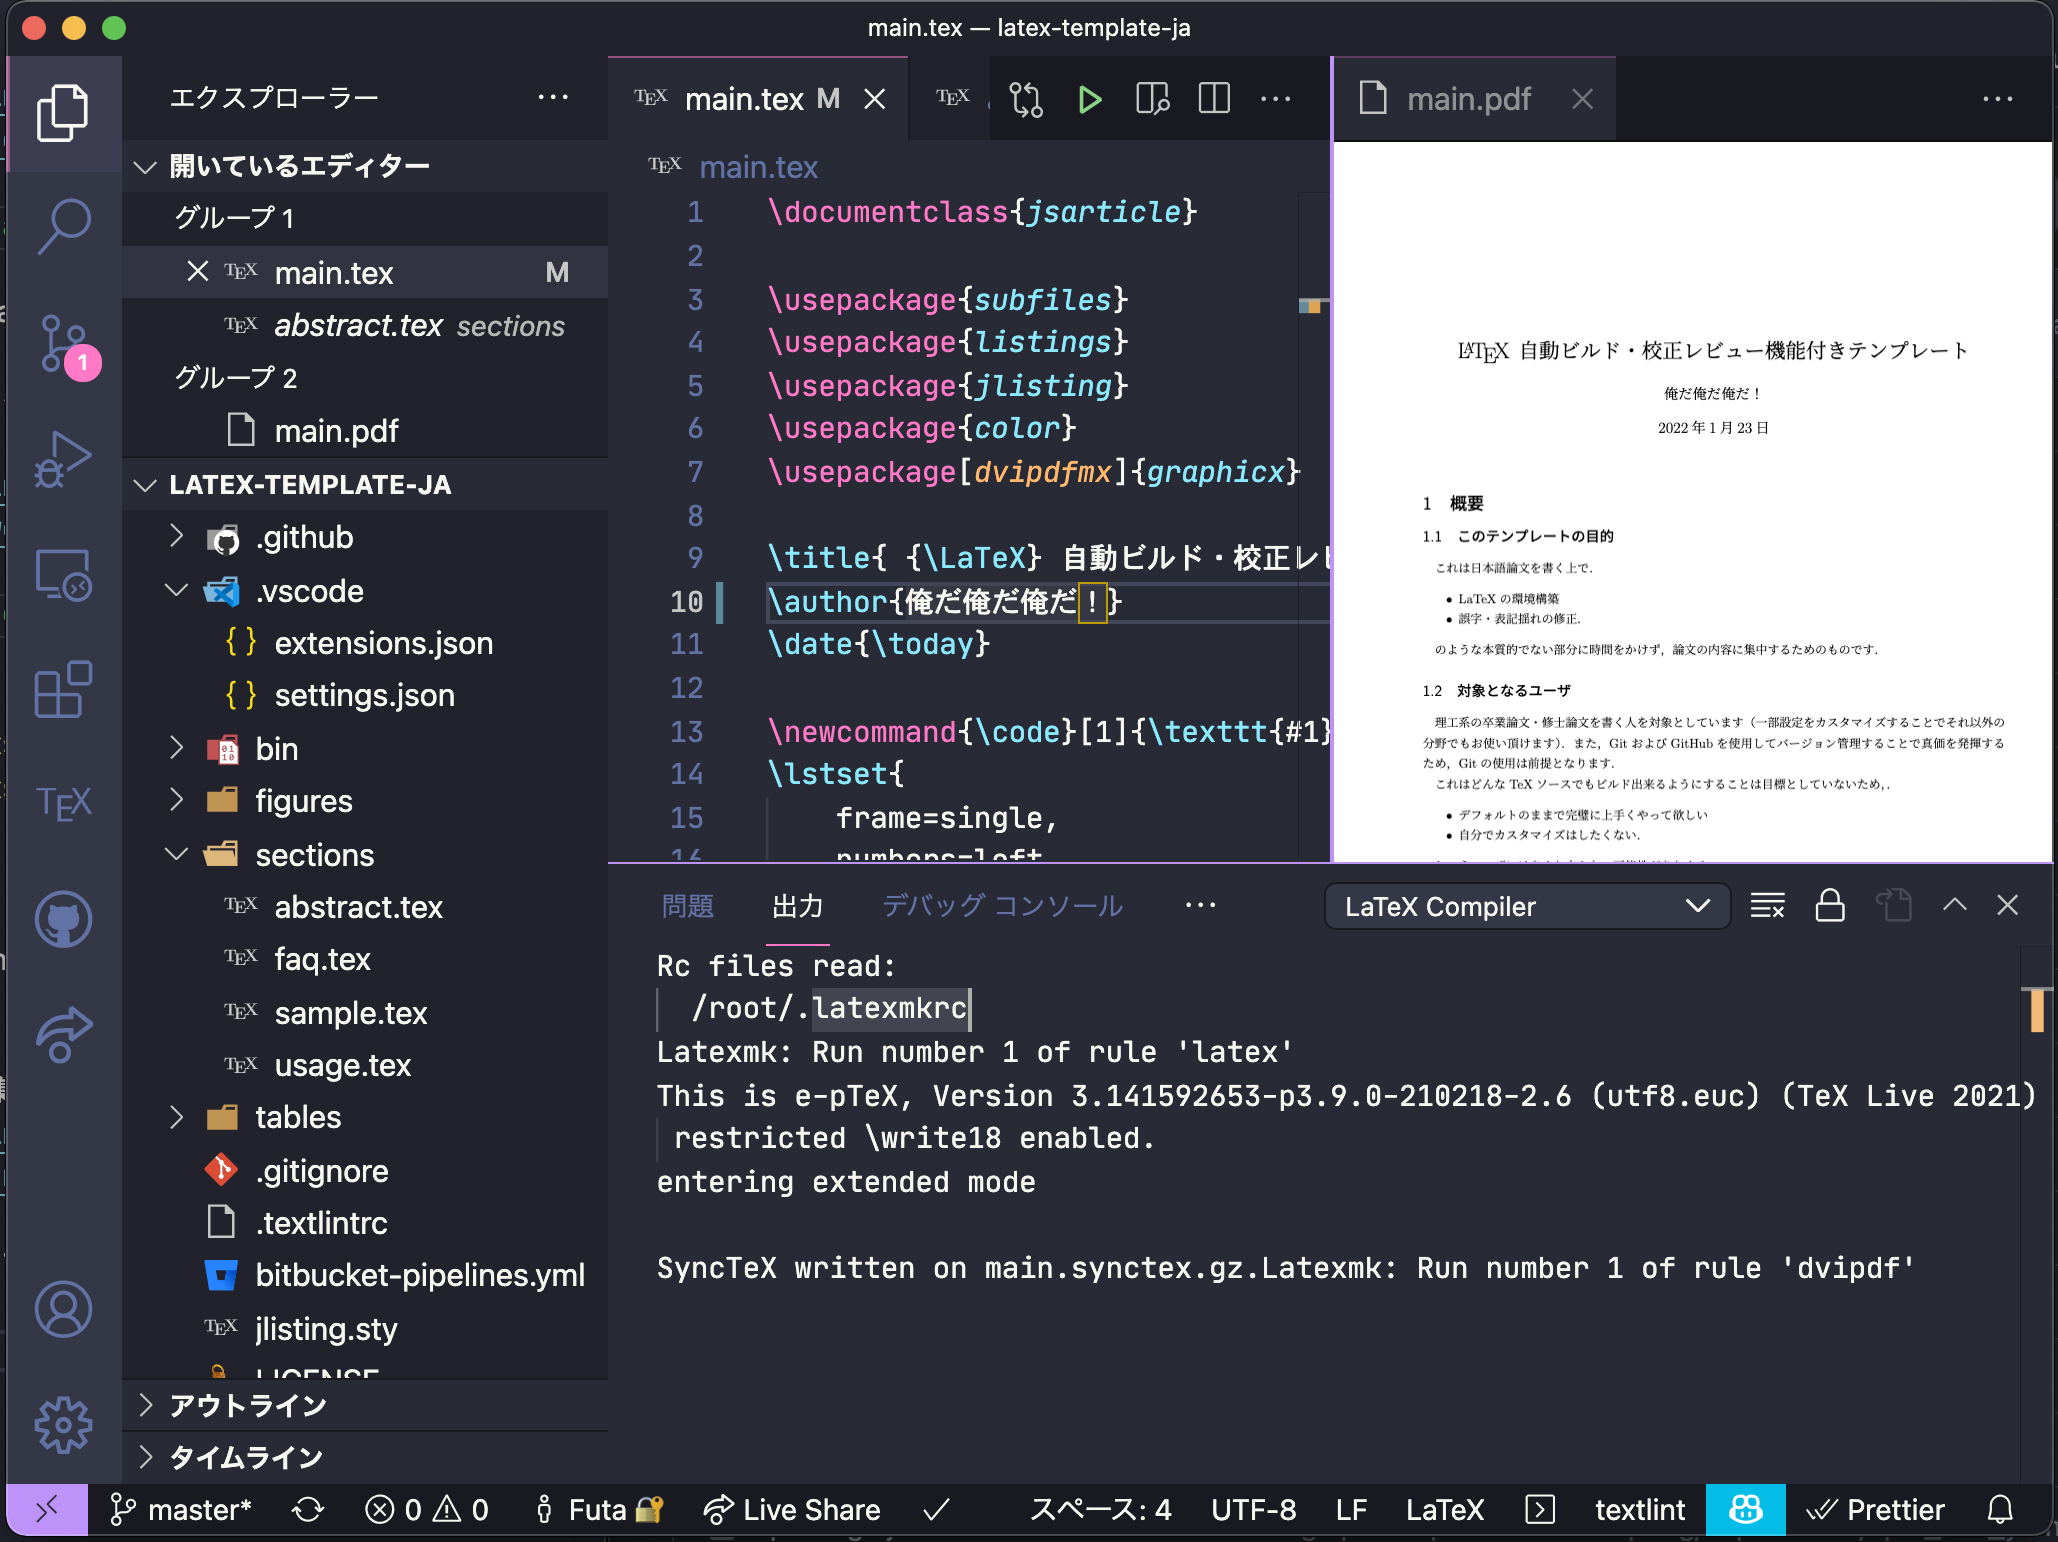 main.tex — latex-template-ja
エクスプローラー
開いているエディター
グループ 1
TEX main.tex M
TEX abstract.tex sections
グループ 2
main.pdf
LATEX-TEMPLATE-JA
.github
.vscode
{ } extensions.json
{ } settings.json
bin
figures
sections
TEX abstract.tex
TEX faq.tex
TEX sample.tex
TEX usage.tex
tables
.gitignore
.textlintrc
bitbucket-pipelines.yml
TEX jlisting.sty
LICENSE
アウトライン
タイムライン
1
TEX
TEX main.tex M
TEX
TEX main.tex
1 \documentclass{jsarticle}
2
3 \usepackage{subfiles}
4 \usepackage{listings}
5 \usepackage{jlisting}
6 \usepackage{color}
7 \usepackage[dvipdfmx]{graphicx}
8
9 \title{ {\LaTeX} 自動ビルド・校正レビ
10 \author{俺だ俺だ俺だ！}
11 \date{\today}
12
13 \newcommand{\code}[1]{\texttt{#1}
14 \lstset{
15 frame=single,
16 numbers=left
main.pdf
LATEX 自動ビルド・校正レビュー機能付きテンプレート
俺だ俺だ俺だ！
2022 年 1 月 23 日
1 概要
1.1 このテンプレートの目的
これは日本語論文を書く上で．
• LaTeX の環境構築
• 誤字・表記揺れの修正．
のような本質的でない部分に時間をかけず，論文の内容に集中するためのものです．
1.2 対象となるユーザ
理工系の卒業論文・修士論文を書く人を対象としています（一部設定をカスタマイズすることでそれ以外の
分野でもお使い頂けます）．また，Git および GitHub を使用してバージョン管理することで真価を発揮する
ため，Git の使用は前提となります．
これはどんな TeX ソースでもビルド出来るようにすることは目標としていないため，．
• デフォルトのままで完璧に上手くやって欲しい
• 自分でカスタマイズはしたくない．
問題 出力 デバッグ コンソール
LaTeX Compiler
Rc files read:
/root/.latexmkrc
Latexmk: Run number 1 of rule 'latex'
This is e-pTeX, Version 3.141592653-p3.9.0-210218-2.6 (utf8.euc) (TeX Live 2021)
restricted \write18 enabled.
entering extended mode
SyncTeX written on main.synctex.gz.Latexmk: Run number 1 of rule 'dvipdf'
master* 0 0 Futa Live Share スペース: 4 UTF-8 LF LaTeX textlint Prettier